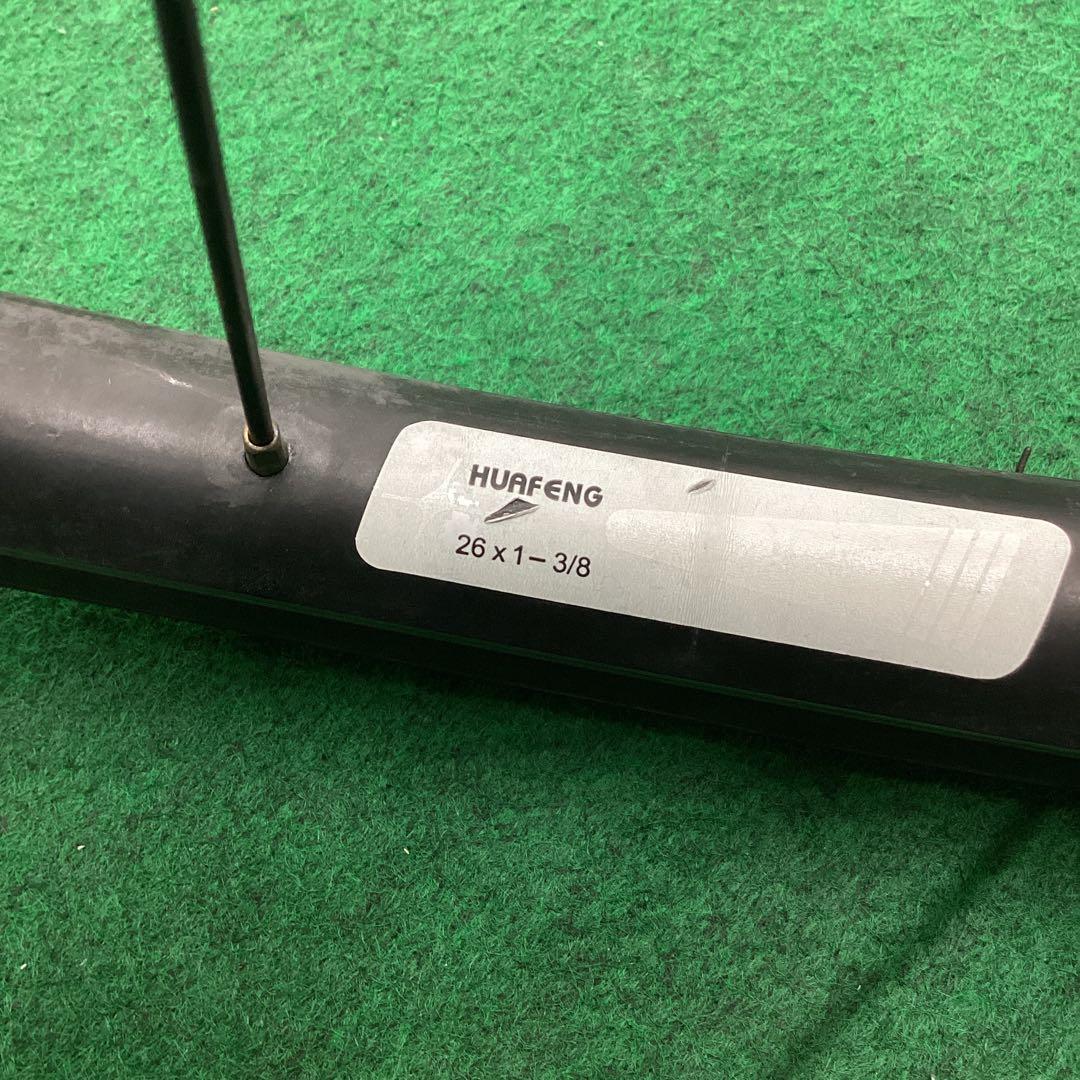 HUAFENG
26 x 1 – 3/8